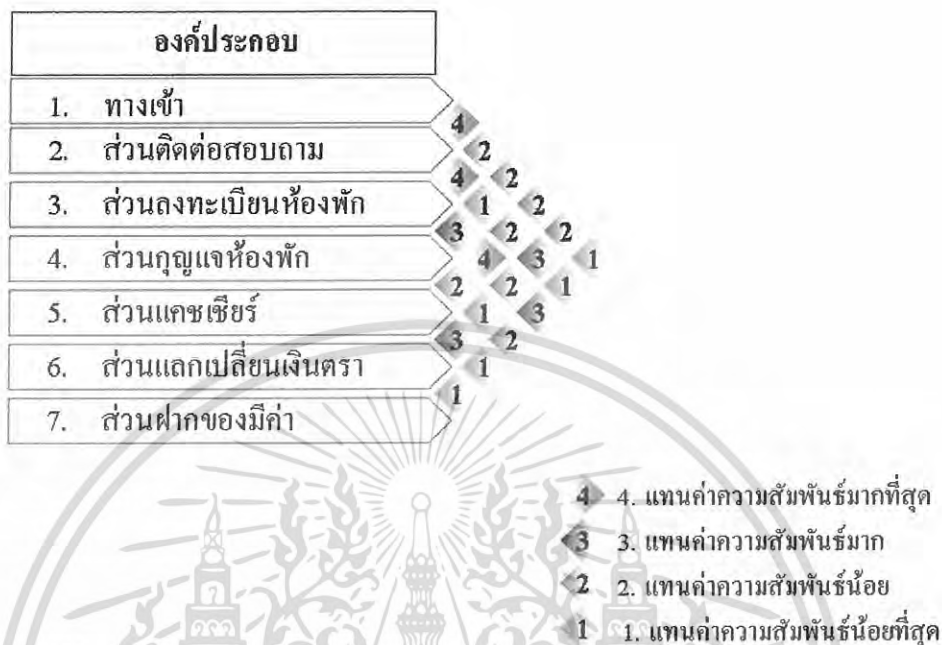 องค์ประกอบ
1. ทางเข้า
4
2. ส่วนติดต่อสอบถาม 2
4 2
3. ส่วนลงทะเบียนห้องพัก 1 2
3 2 2
4. ส่วนกุญแจห้องพัก 4 3 1
2 2 1
5. ส่วนแคชเชียร์ 1 3
3 2
6. ส่วนแลกเปลี่ยนเงินตรา 1
1
7. ส่วนฝากของมีค่า
4 4. แทนค่าความสัมพันธ์มากที่สุด
3 3. แทนค่าความสัมพันธ์มาก
2 2. แทนค่าความสัมพันธ์น้อย
1 1. แทนค่าความสัมพันธ์น้อยที่สุด